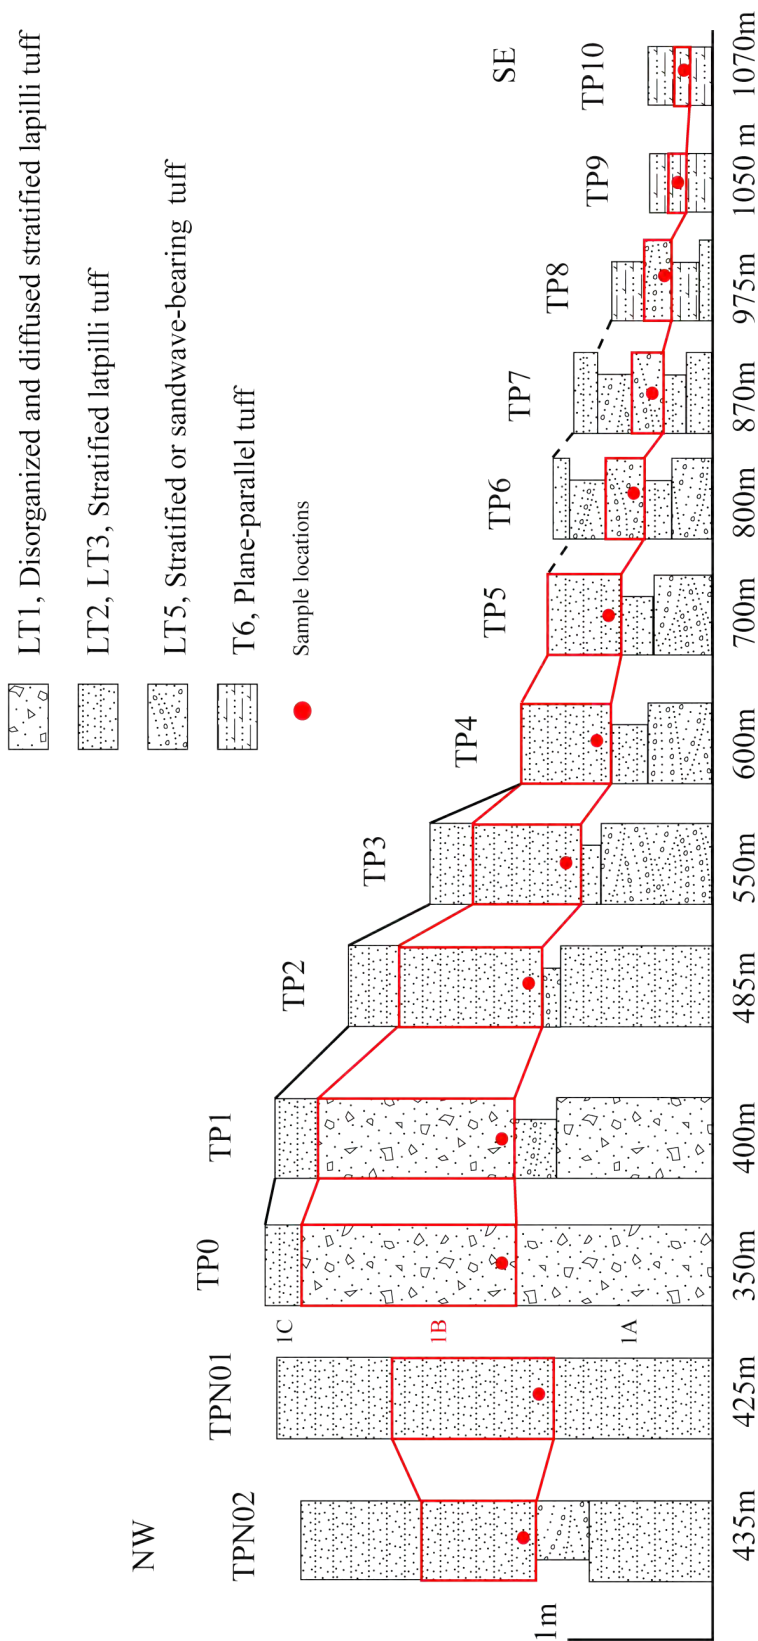 LT1, Disorganized and diffused stratified lapilli tuff
LT2, LT3, Stratified latpilli tuff
LT5, Stratified or sandwave-bearing tuff
T6, Plane-parallel tuff
Sample locations
NW
SE
TPN02
TPN01
TP0
TP1
TP2
TP3
TP4
TP5
TP6
TP7
TP8
TP9
TP10
1C
1B
1A
1m
435m
425m
350m
400m
485m
550m
600m
700m
800m
870m
975m
1050 m
1070m